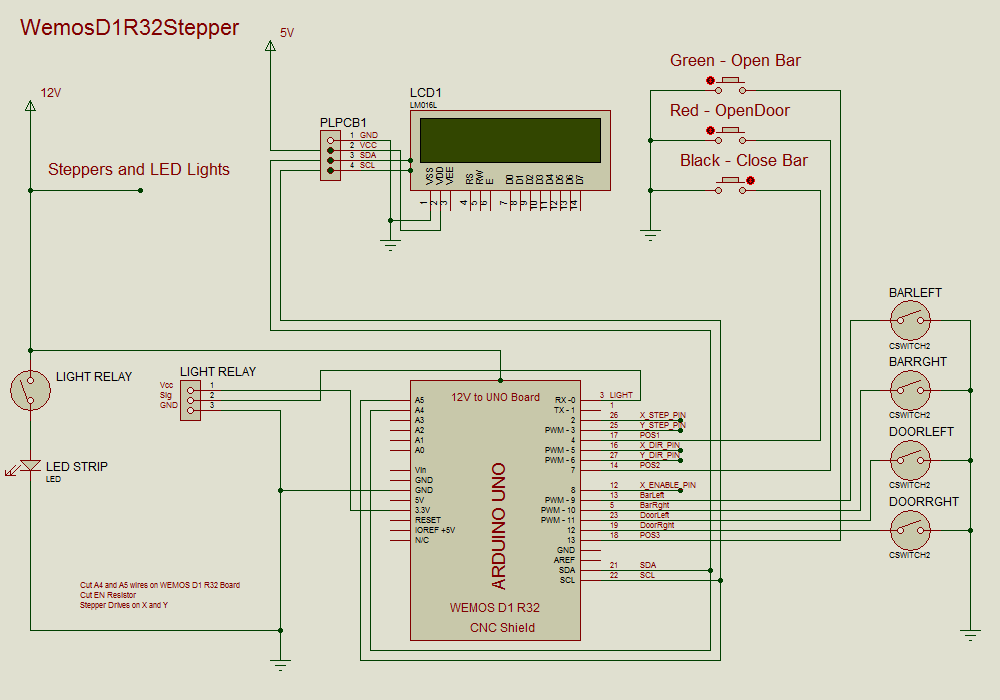 WemosD1R32Stepper
5V
12V
Steppers and LED Lights
PLPCB1
1 GND
2 VCC
3 SDA
4 SCL
LCD1
LM016L
VSS
VDD
VEE
RS
RW
E
D0
D1
D2
D3
D4
D5
D6
D7
1
2
3
4
5
6
7
8
9
10
11
12
13
14
Green - Open Bar
Red - OpenDoor
Black - Close Bar
BARLEFT
CSWITCH2
BARRGHT
CSWITCH2
DOORLEFT
CSWITCH2
DOORRGHT
CSWITCH2
LIGHT RELAY
LIGHT RELAY
Vcc 1
Sig 2
GND 3
LED STRIP
LED
12V to UNO Board
A5
A4
A3
A2
A1
A0
Vin
GND
GND
5V
3.3V
RESET
IOREF +5V
N/C
ARDUINO UNO
RX -0 3 LIGHT
TX - 1 1
2 26 X_STEP_PIN
PWM - 3 25 Y_STEP_PIN
4 17 POS1
PWM - 5 16 X_DIR_PIN
PWM - 6 27 Y_DIR_PIN
7 14 POS2
8 12 X_ENABLE_PIN
PWM - 9 13 BarLeft
PWM - 10 5 BarRght
PWM - 11 23 DoorLeft
12 19 DoorRght
13 18 POS3
GND
AREF
SDA 21 SDA
SCL 22 SCL
WEMOS D1 R32
CNC Shield
Cut A4 and A5 wires on WEMOS D1 R32 Board
Cut EN Resistor
Stepper Drives on X and Y